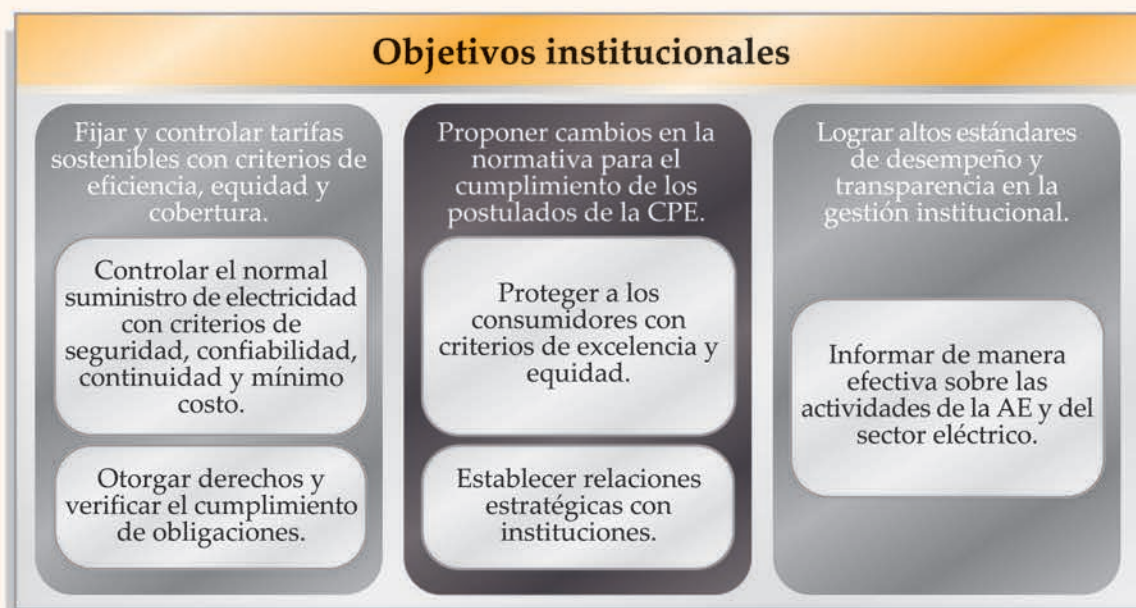 Objetivos institucionales
Fijar y controlar tarifas
sostenibles con criterios de
eficiencia, equidad y
cobertura.
Controlar el normal
suministro de electricidad
con criterios de
seguridad, confiabilidad,
continuidad y mínimo
costo.
Otorgar derechos y
verificar el cumplimiento
de obligaciones.
Proponer cambios en la
normativa para el
cumplimiento de los
postulados de la CPE.
Proteger a los
consumidores con
criterios de excelencia y
equidad.
Establecer relaciones
estratégicas con
instituciones.
Lograr altos estándares
de desempeño y
transparencia en la
gestión institucional.
Informar de manera
efectiva sobre las
actividades de la AE y del
sector eléctrico.